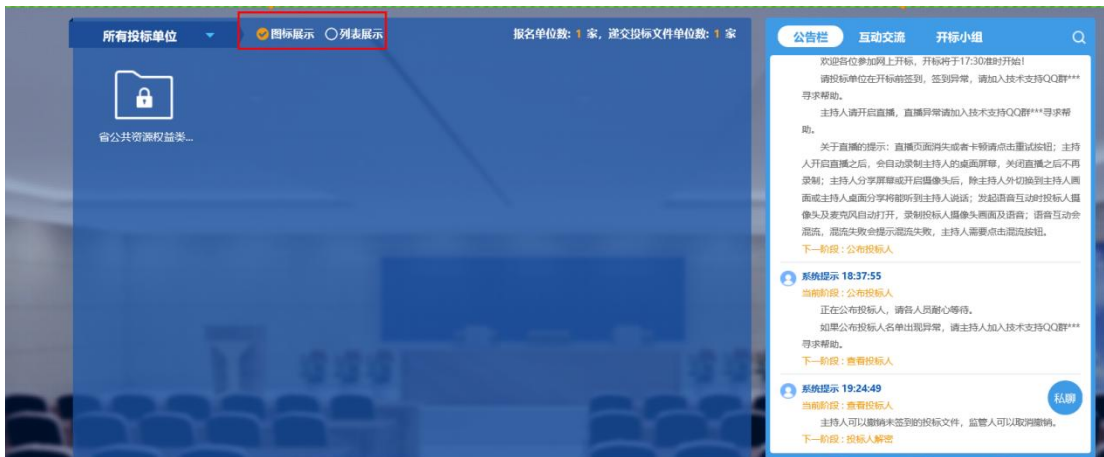 所有投标单位
图标展示 列表展示
报名单位数: 1 家, 递交投标文件单位数: 1 家
省公共资源权益类...
公告栏 互动交流 开标小组
欢迎各位参加网上开标, 开标将于17:30准时开始!
请投标单位在开标前签到, 签到异常, 请加入技术支持QQ群***
寻求帮助。
主持人请开启直播, 直播异常请加入技术支持QQ群***寻求帮
助。
关于直播的提示: 直播页面消失或者卡顿请点击重试按钮; 主持
人开启直播之后, 会自动录制主持人的桌面屏幕, 关闭直播之后不再
录制; 主持人分享屏幕或开启摄像头后, 除主持人外切换到主持人画
面或主持人桌面分享将能听到主持人说话; 发起语音互动时投标人摄
像头及麦克风自动打开, 录制投标人摄像头画面及语音; 语音互动会
混流, 混流失败会提示混流失败, 主持人需要点击混流按钮。
下一阶段 : 公布投标人
系统提示 18:37:55
当前阶段 : 公布投标人
正在公布投标人, 请各人员耐心等待。
如果公布投标人名单出现异常, 请主持人加入技术支持QQ群***
寻求帮助。
下一阶段 : 查看投标人
系统提示 19:24:49
当前阶段 : 查看投标人
主持人可以撤销未签到的投标文件, 监管人可以取消撤销。
下一阶段 : 投标人解密
私聊